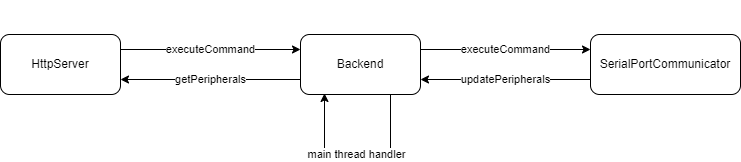 executeCommand
executeCommand
HttpServer
Backend
SerialPortCommunicator
getPeripherals
updatePeripherals
main thread handler